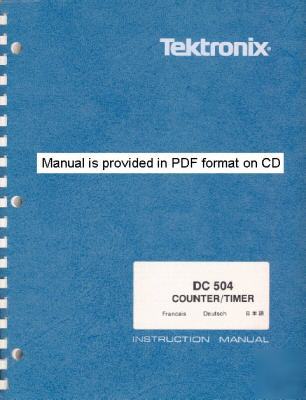 Tektronix®
Manual is provided in PDF format on CD
DC 504
COUNTER/TIMER
Francais Deutsch 日本語
INSTRUCTION MANUAL